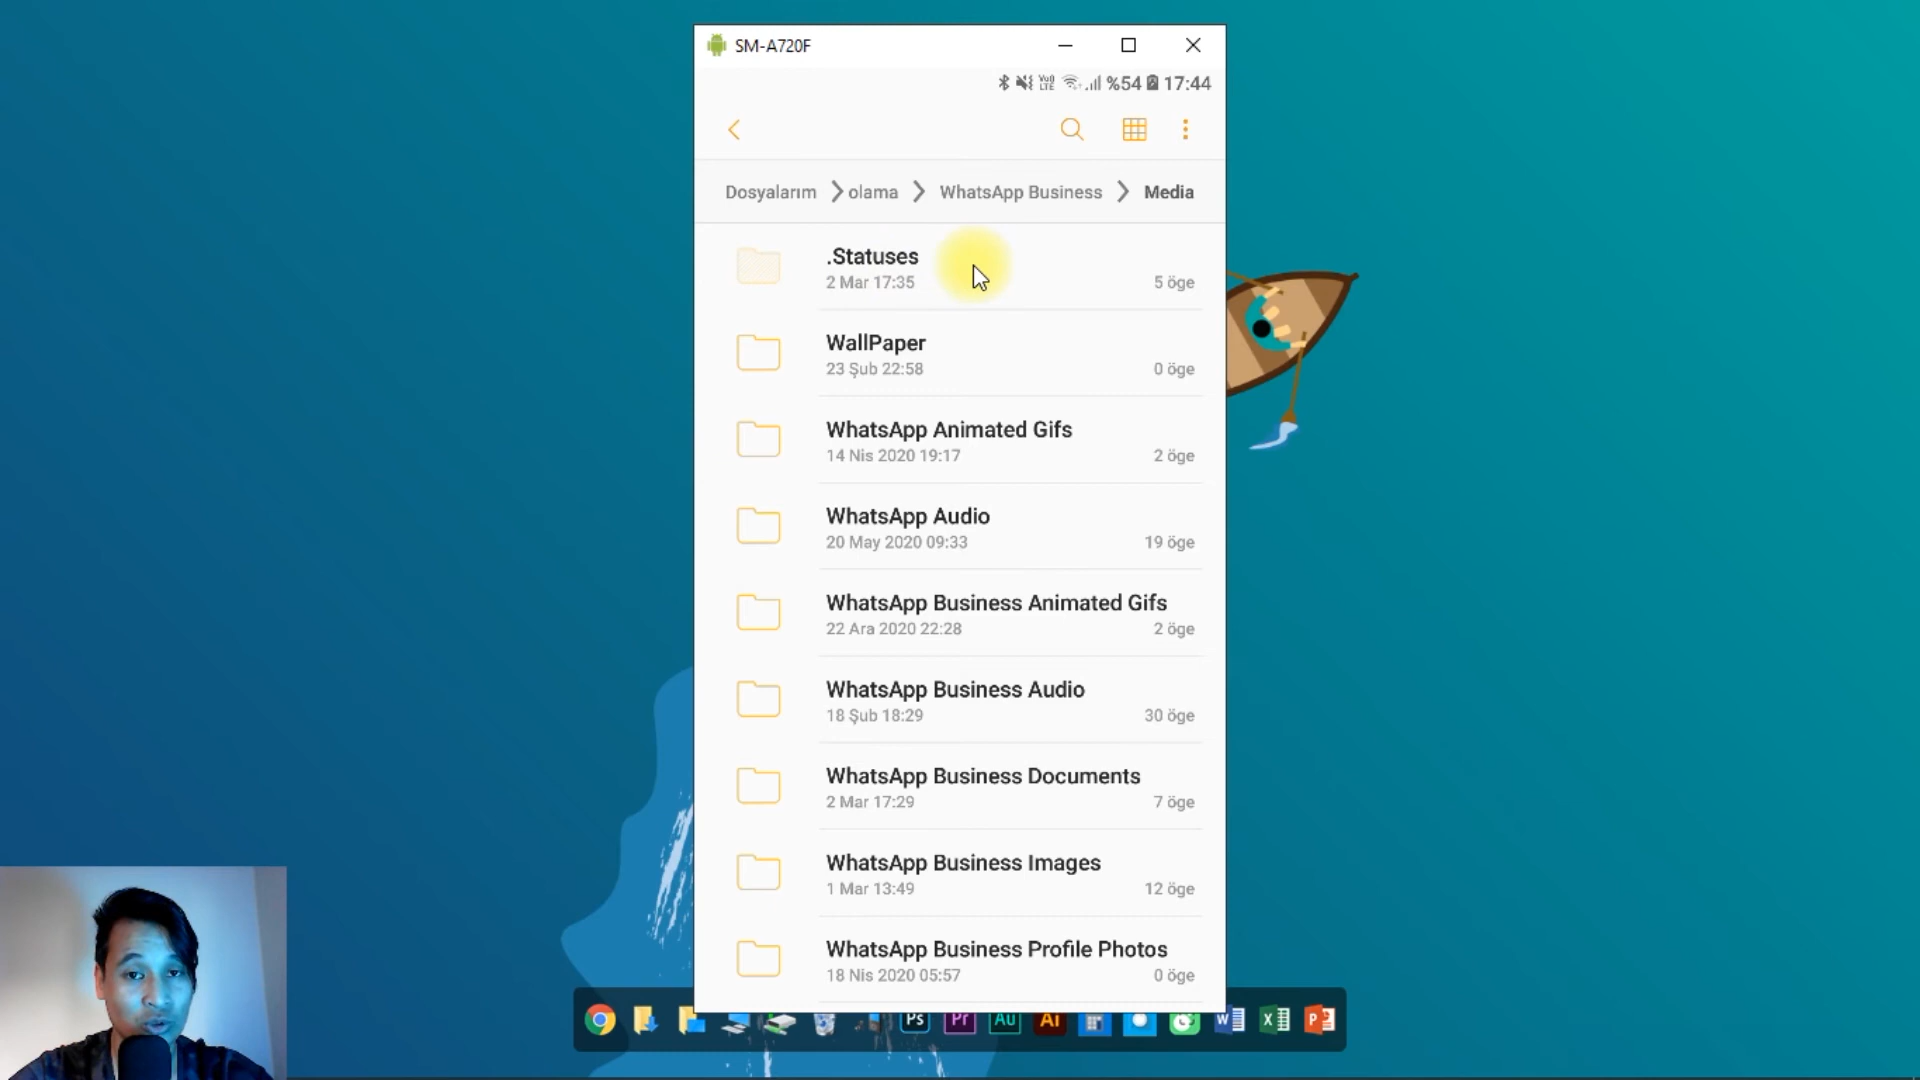 SM-A720F
%54 17:44
Dosyalarım olama WhatsApp Business Media
.Statuses
2 Mar 17:35 5 öge
WallPaper
23 Şub 22:58 0 öge
WhatsApp Animated Gifs
14 Nis 2020 19:17 2 öge
WhatsApp Audio
20 May 2020 09:33 19 öge
WhatsApp Business Animated Gifs
22 Ara 2020 22:28 2 öge
WhatsApp Business Audio
18 Şub 18:29 30 öge
WhatsApp Business Documents
2 Mar 17:29 7 öge
WhatsApp Business Images
1 Mar 13:49 12 öge
WhatsApp Business Profile Photos
18 Nis 2020 05:57 0 öge
Ps Pr Au Ai W X P